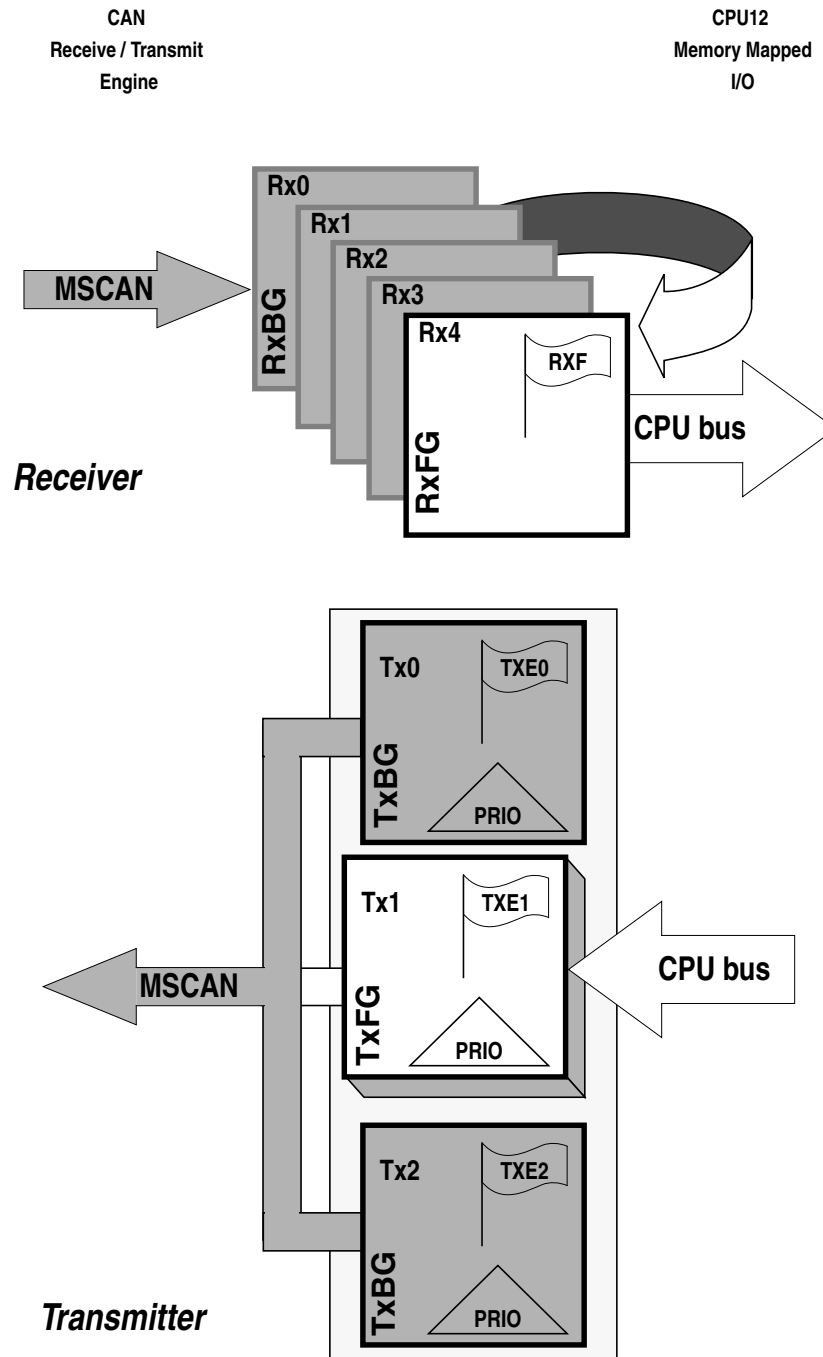 CAN
Receive / Transmit
Engine
CPU12
Memory Mapped
I/O
Rx0
Rx1
Rx2
Rx3
Rx4
RXF
RxBG
RxFG
MSCAN
CPU bus
Receiver
Tx0
TXE0
TxBG
PRIO
Tx1
TXE1
TxFG
PRIO
MSCAN
CPU bus
Tx2
TXE2
TxBG
PRIO
Transmitter